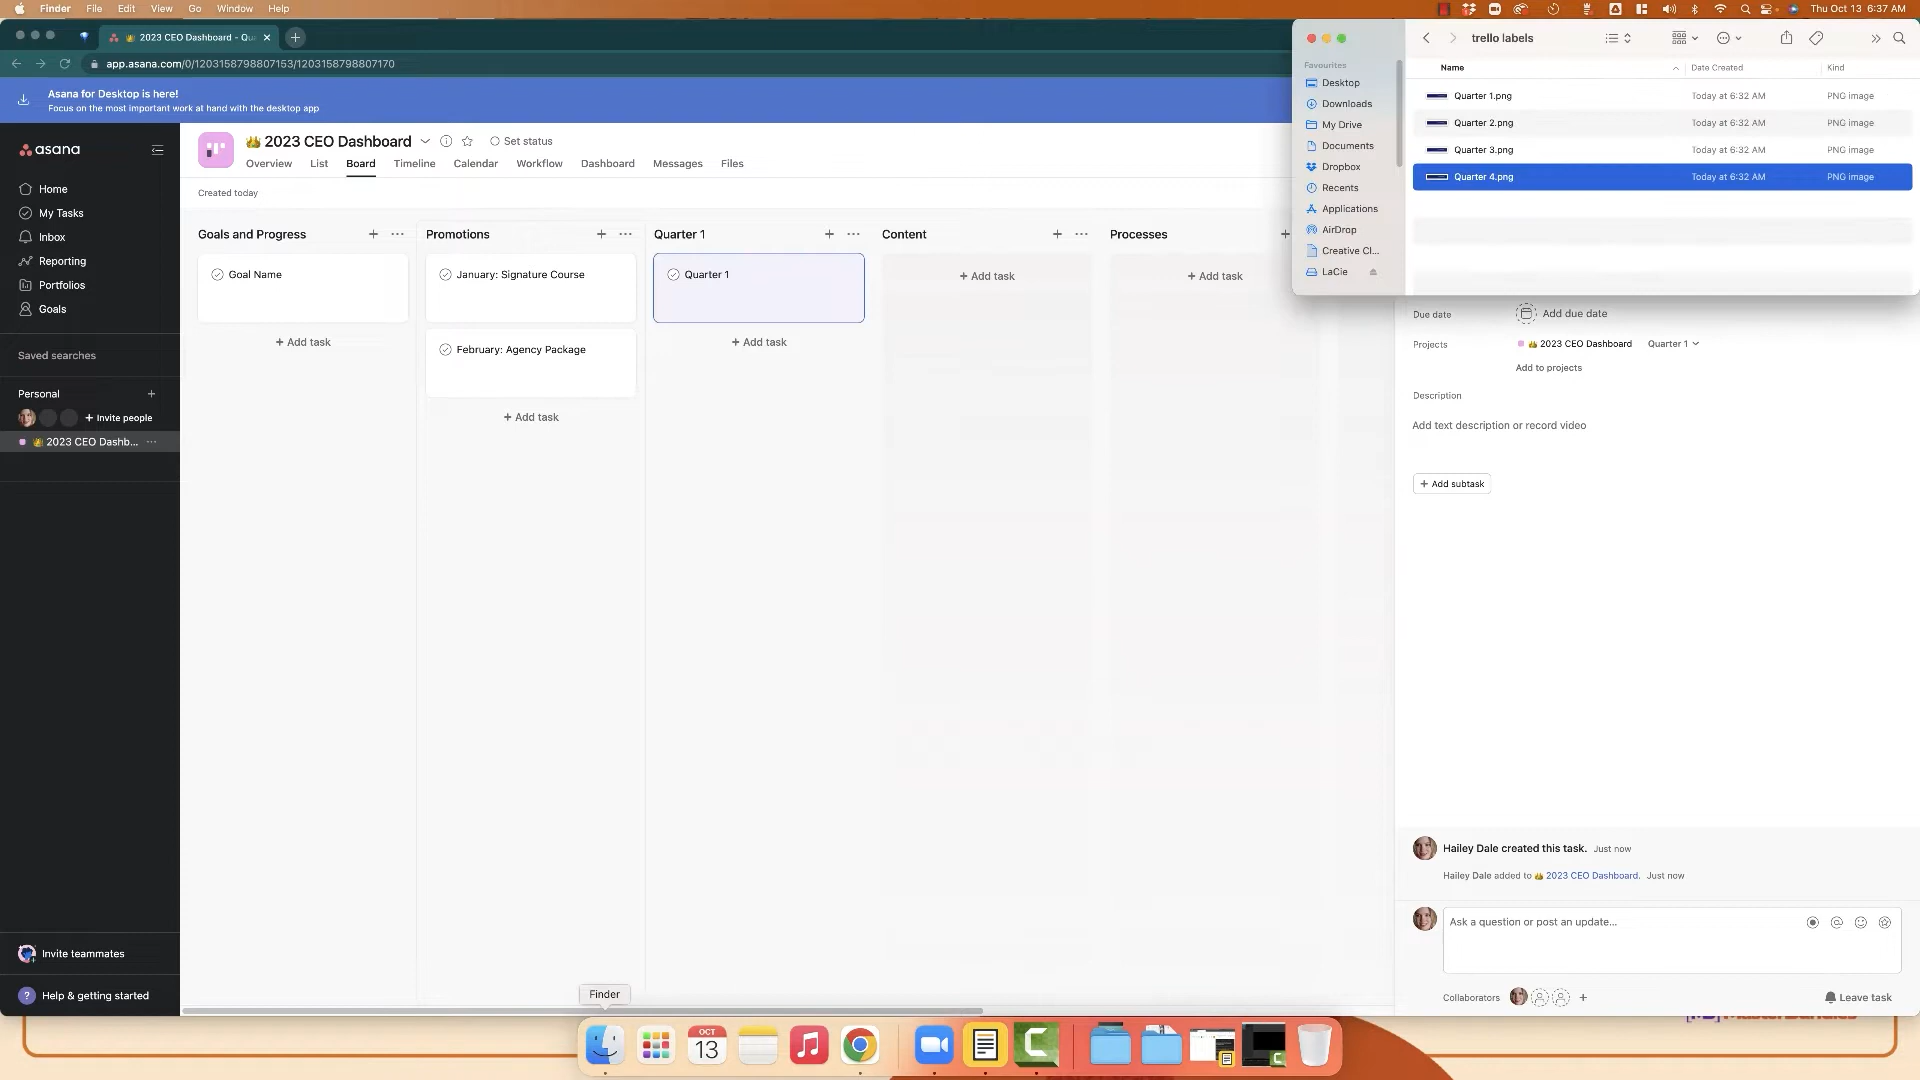 Finder File Edit View Go Window Help
Thu Oct 13 6:37 AM
2023 CEO Dashboard - Qu
app.asana.com/0/1203158798807153/1203158798807170
Asana for Desktop is here!
Focus on the most important work at hand with the desktop app
asana
Home
My Tasks
Inbox
Reporting
Portfolios
Goals
Saved searches
Personal
Invite people
2023 CEO Dashb...
Invite teammates
? Help & getting started
2023 CEO Dashboard
Set status
Overview List Board Timeline Calendar Workflow Dashboard Messages Files
Created today
Goals and Progress
Goal Name
+ Add task
Promotions
January: Signature Course
February: Agency Package
+ Add task
Quarter 1
Quarter 1
+ Add task
Content
+ Add task
Processes
+ Add task
trello labels
Favourites
Desktop
Downloads
My Drive
Documents
Dropbox
Recents
Applications
AirDrop
Creative Cl...
LaCie
Name Date Created Kind
Quarter 1.png Today at 6:32 AM PNG image
Quarter 2.png Today at 6:32 AM PNG image
Quarter 3.png Today at 6:32 AM PNG image
Quarter 4.png Today at 6:32 AM PNG image
Due date Add due date
Projects 2023 CEO Dashboard Quarter 1
Add to projects
Description
Add text description or record video
+ Add subtask
Hailey Dale created this task. Just now
Hailey Dale added to 2023 CEO Dashboard. Just now
Ask a question or post an update...
Collaborators
Leave task
Finder
OCT
13